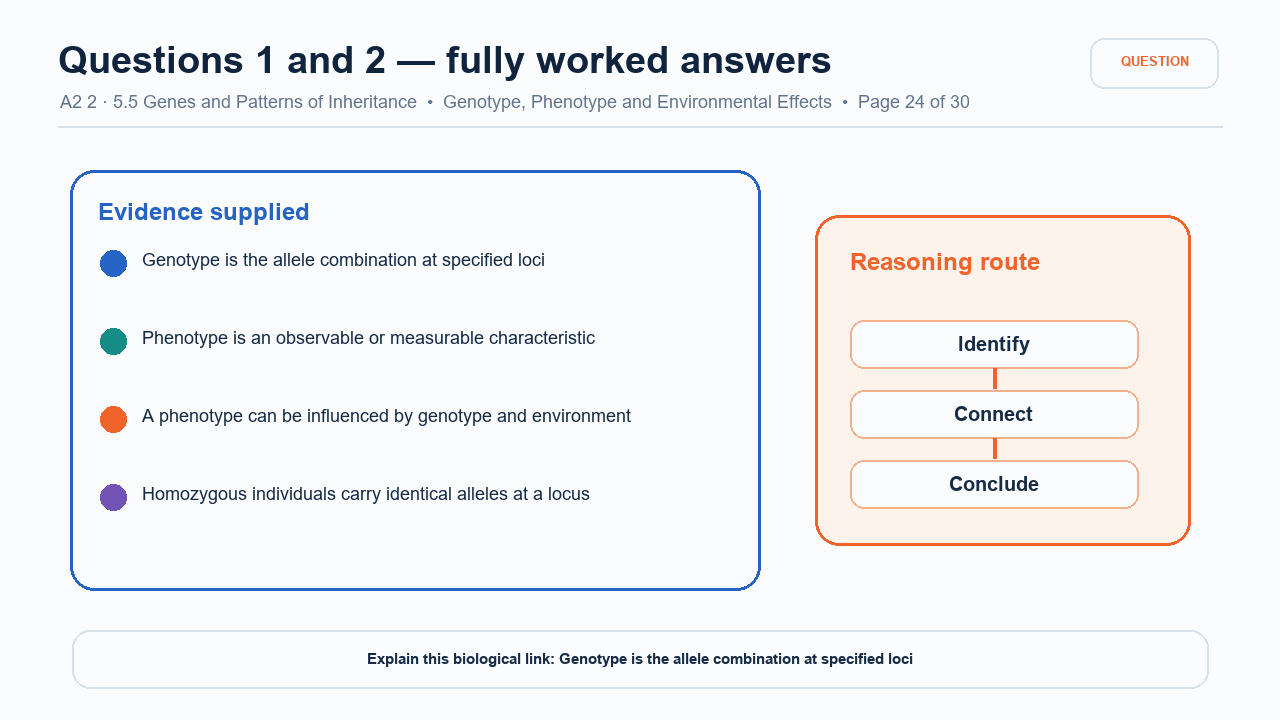 Questions 1 and 2 — fully worked answers
QUESTION
A2 2 · 5.5 Genes and Patterns of Inheritance • Genotype, Phenotype and Environmental Effects • Page 24 of 30
Evidence supplied
Genotype is the allele combination at specified loci
Phenotype is an observable or measurable characteristic
A phenotype can be influenced by genotype and environment
Homozygous individuals carry identical alleles at a locus
Reasoning route
Identify
Connect
Conclude
Explain this biological link: Genotype is the allele combination at specified loci